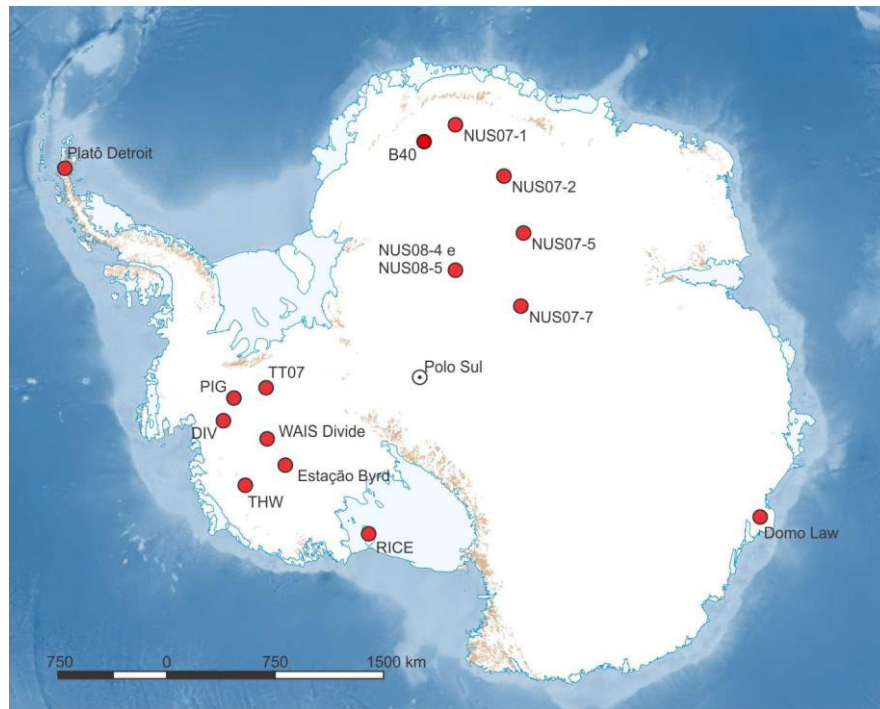 NUS07-1
B40
Platô Detroit
NUS07-2
NUS07-5
NUS08-4 e
NUS08-5
NUS07-7
Polo Sul
TT07
PIG
DIV
WAIS Divide
Estação Byrd
THW
Domo Law
RICE
750 0 750 1500 km